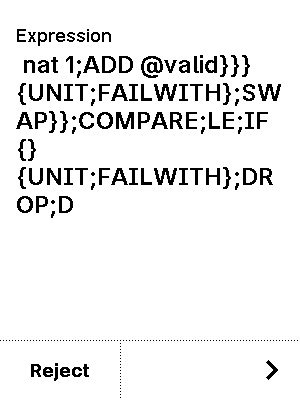 Expression
nat 1;ADD @valid}}}
{UNIT;FAILWITH};SW
AP}};COMPARE;LE;IF
{}
{UNIT;FAILWITH};DR
OP;D
Reject